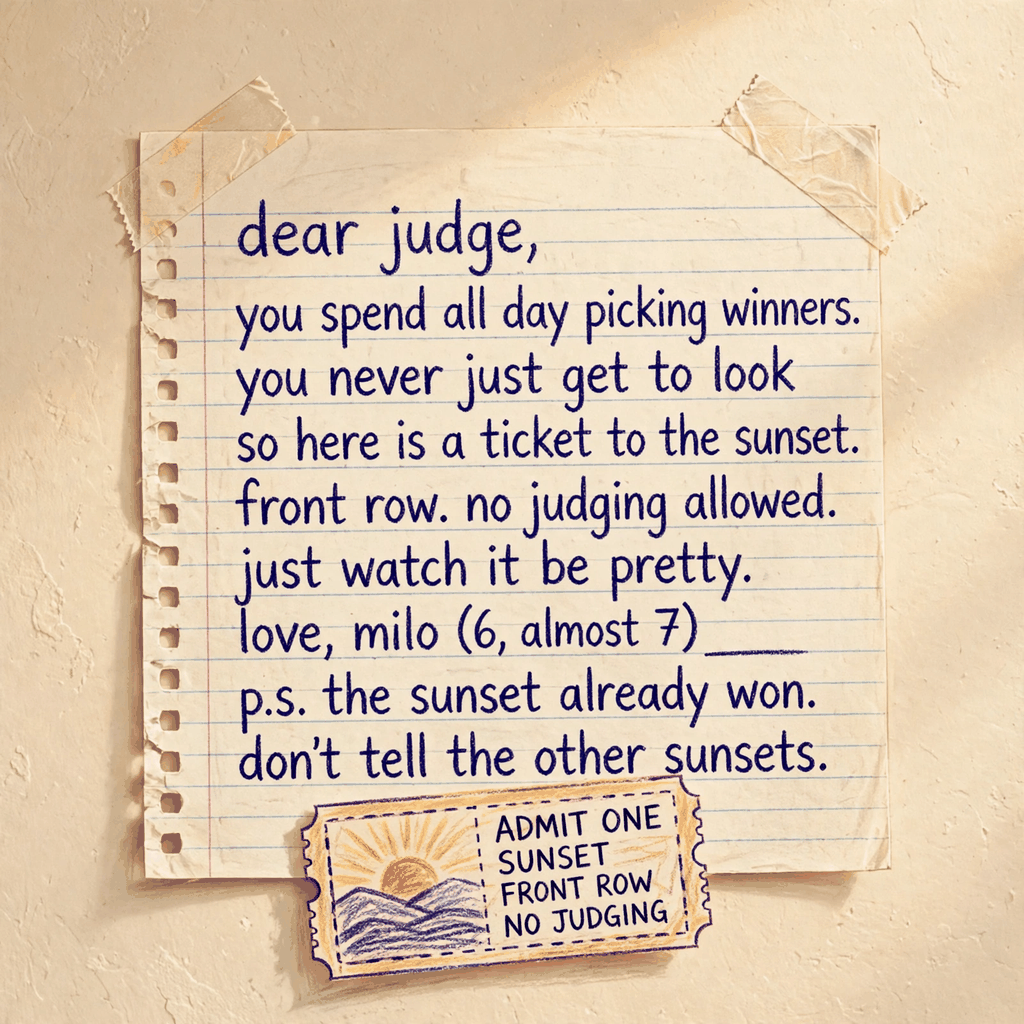 dear judge,
you spend all day picking winners.
you never just get to look
so here is a ticket to the sunset.
front row. no judging allowed.
just watch it be pretty.
love, milo (6, almost 7)
p.s. the sunset already won.
don't tell the other sunsets.
ADMIT ONE
SUNSET
FRONT ROW
NO JUDGING